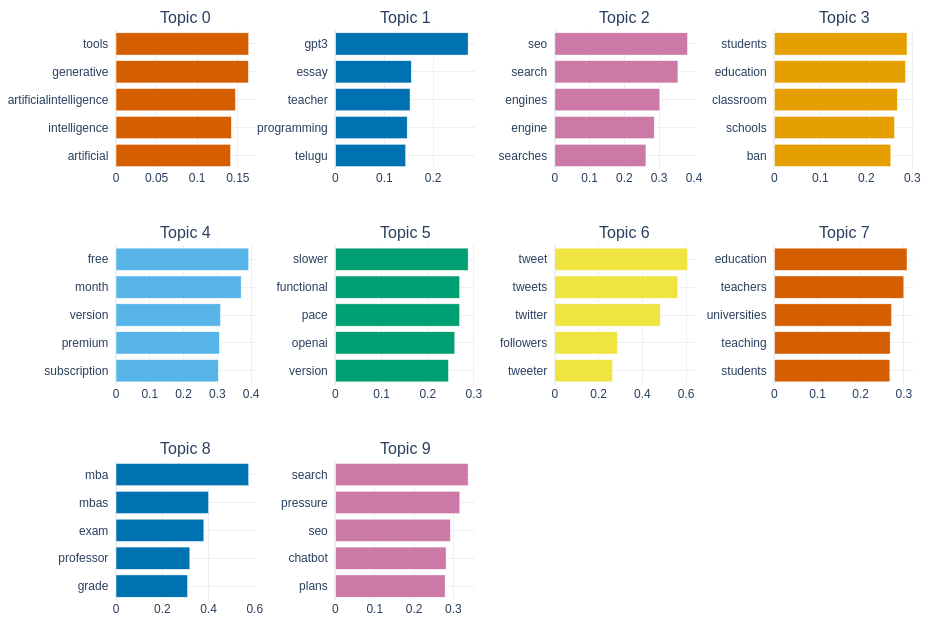 Topic 0
tools
generative
artificialintelligence
intelligence
artificial
0 0.05 0.1 0.15
Topic 1
gpt3
essay
teacher
programming
telugu
0 0.1 0.2
Topic 2
seo
search
engines
engine
searches
0 0.1 0.2 0.3 0.4
Topic 3
students
education
classroom
schools
ban
0 0.1 0.2 0.3
Topic 4
free
month
version
premium
subscription
0 0.1 0.2 0.3 0.4
Topic 5
slower
functional
pace
openai
version
0 0.1 0.2 0.3
Topic 6
tweet
tweets
twitter
followers
tweeter
0 0.2 0.4 0.6
Topic 7
education
teachers
universities
teaching
students
0 0.1 0.2 0.3
Topic 8
mba
mbas
exam
professor
grade
0 0.2 0.4 0.6
Topic 9
search
pressure
seo
chatbot
plans
0 0.1 0.2 0.3